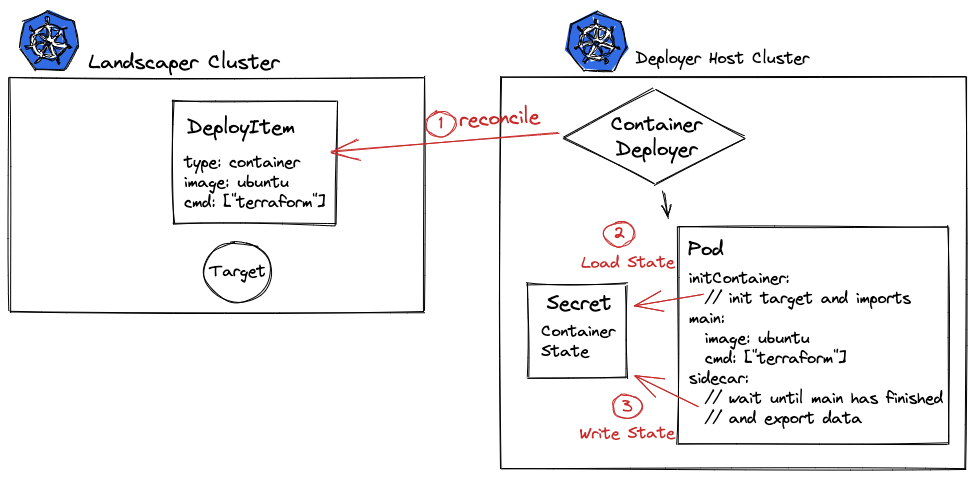 Landscaper Cluster
DeployItem
type: container
image: ubuntu
cmd: ["terraform"]
Target
1 reconcile
Deployer Host Cluster
Container
Deployer
2
Load State
Secret
Container
State
3
Write State
Pod
initContainer:
// init target and imports
main:
image: ubuntu
cmd: ["terraform"]
sidecar:
// wait until main has finished
// and export data